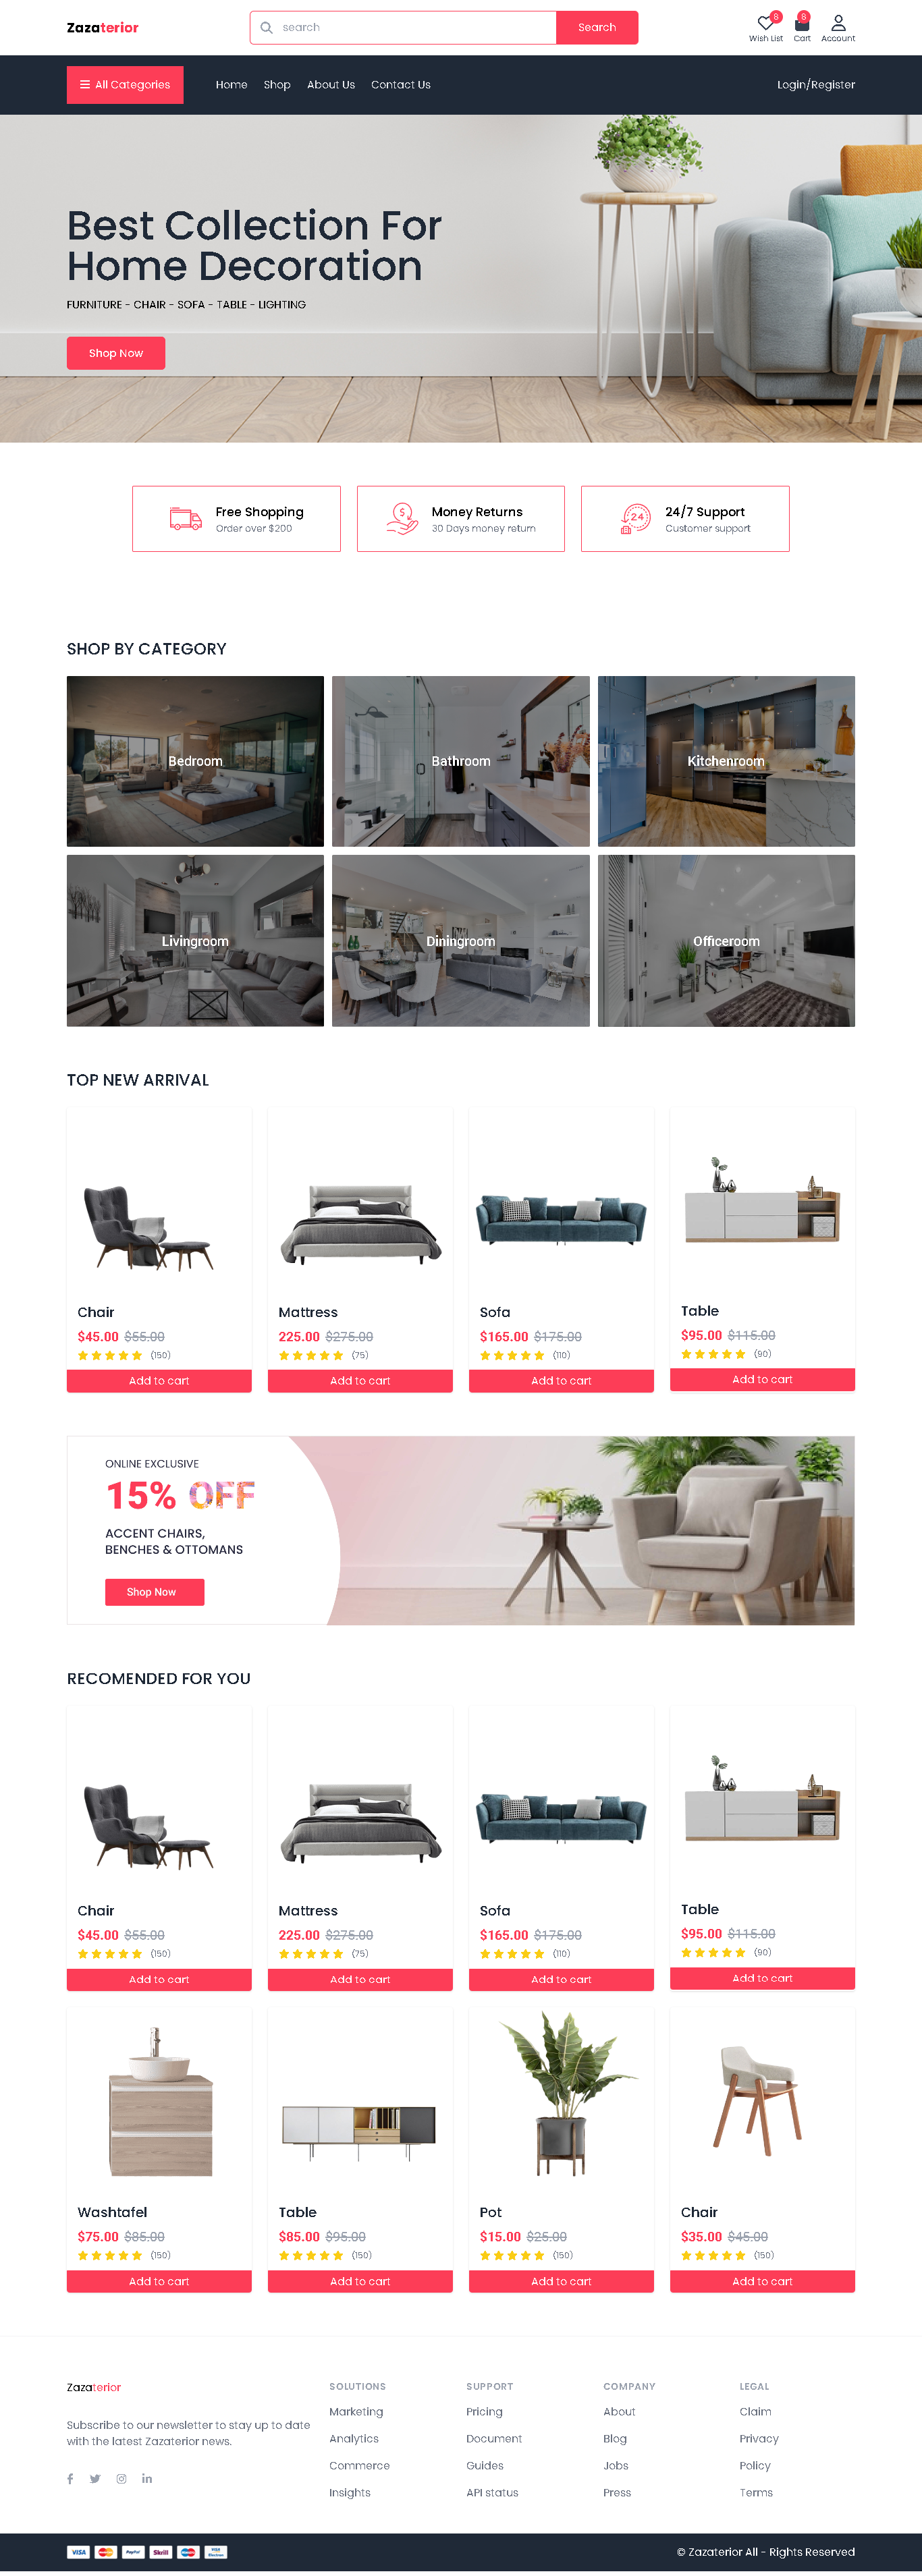 Zazaterior
search
Search
8
8
Wish List
Cart
Account
All Categories
Home
Shop
About Us
Contact Us
Login/Register
Best Collection For
Home Decoration
FURNITURE - CHAIR - SOFA - TABLE - LIGHTING
Shop Now
Free Shopping
Order over $200
$
Money Returns
30 Days money return
24
24/7 Support
Customer support
SHOP BY CATEGORY
Bedroom
Bathroom
Kitchenroom
Livingroom
Diningroom
Officeroom
TOP NEW ARRIVAL
Chair
$45.00 $55.00
(150)
Add to cart
Mattress
225.00 $275.00
(75)
Add to cart
Sofa
$165.00 $175.00
(110)
Add to cart
Table
$95.00 $115.00
(90)
Add to cart
ONLINE EXCLUSIVE
15% OFF
ACCENT CHAIRS,
BENCHES & OTTOMANS
Shop Now
RECOMENDED FOR YOU
Chair
$45.00 $55.00
(150)
Add to cart
Mattress
225.00 $275.00
(75)
Add to cart
Sofa
$165.00 $175.00
(110)
Add to cart
Table
$95.00 $115.00
(90)
Add to cart
Washtafel
$75.00 $85.00
(150)
Add to cart
Table
$85.00 $95.00
(150)
Add to cart
Pot
$15.00 $25.00
(150)
Add to cart
Chair
$35.00 $45.00
(150)
Add to cart
Zazaterior
Subscribe to our newsletter to stay up to date
with the latest Zazaterior news.
SOLUTIONS
Marketing
Analytics
Commerce
Insights
SUPPORT
Pricing
Document
Guides
API status
COMPANY
About
Blog
Jobs
Press
LEGAL
Claim
Privacy
Policy
Terms
VISA
PayPal
Skrill
VISA
© Zazaterior All - Rights Reserved